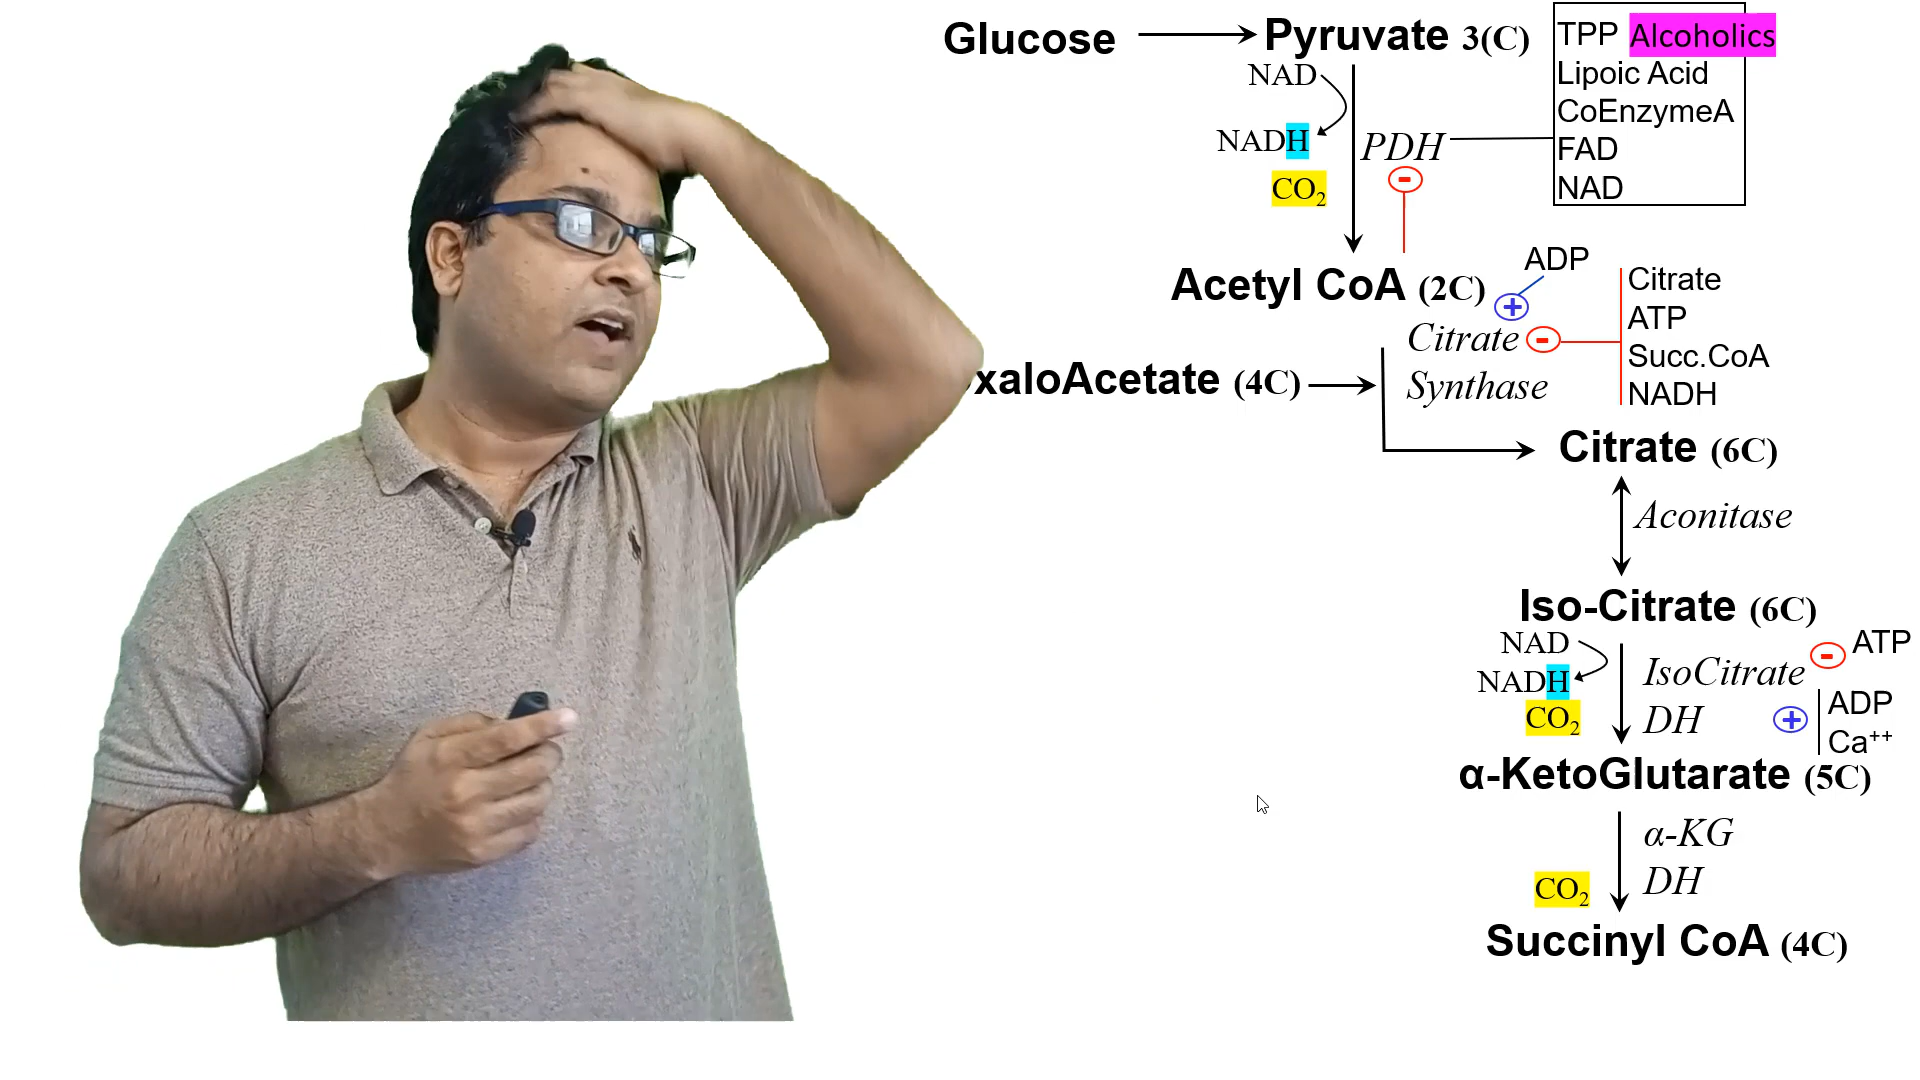 Glucose
Pyruvate 3(C)
TPP Alcoholics
Lipoic Acid
CoEnzymeA
FAD
NAD
NAD
NADH
CO₂
PDH
-
Acetyl CoA (2C)
ADP
+
Citrate
Synthase
-
Citrate
ATP
Succ.CoA
NADH
xaloAcetate (4C)
Citrate (6C)
Aconitase
Iso-Citrate (6C)
NAD
NADH
CO₂
IsoCitrate
DH
-
ATP
+
ADP
Ca⁺⁺
α-KetoGlutarate (5C)
α-KG
DH
CO₂
Succinyl CoA (4C)